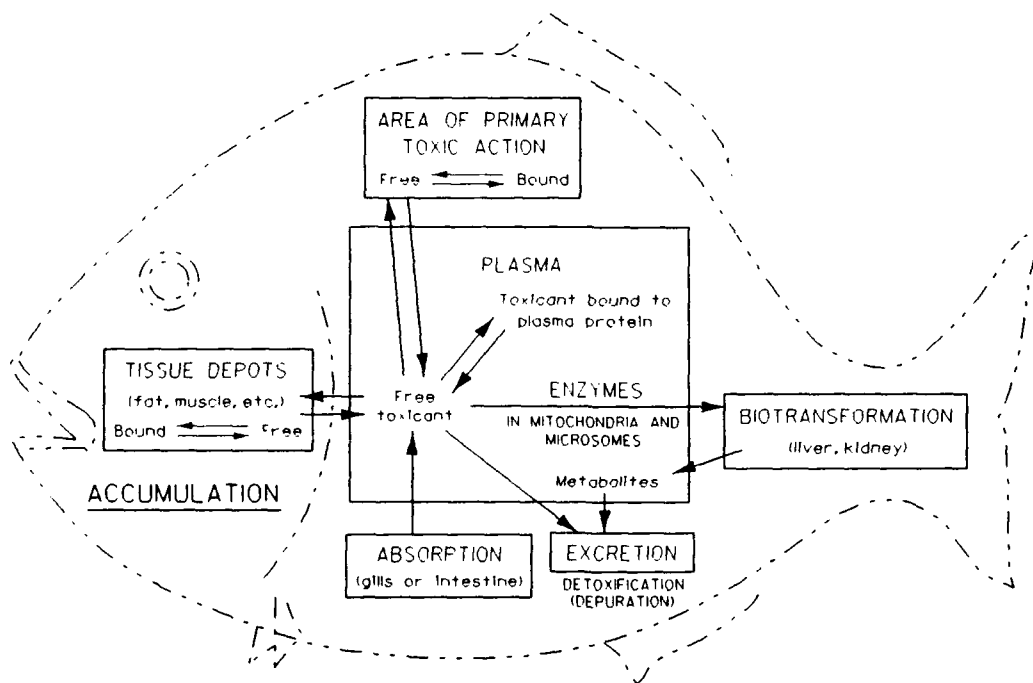 AREA OF PRIMARY
TOXIC ACTION
Free Bound
PLASMA
Toxicant bound to
plasma protein
TISSUE DEPOTS
(fat, muscle, etc.)
Bound Free
ACCUMULATION
Free
toxicant
ENZYMES
IN MITOCHONDRIA AND
MICROSOMES
BIOTRANSFORMATION
(liver, kidney)
Metabolites
ABSORPTION
(gills or intestine)
EXCRETION
DETOXIFICATION
(DEPURATION)